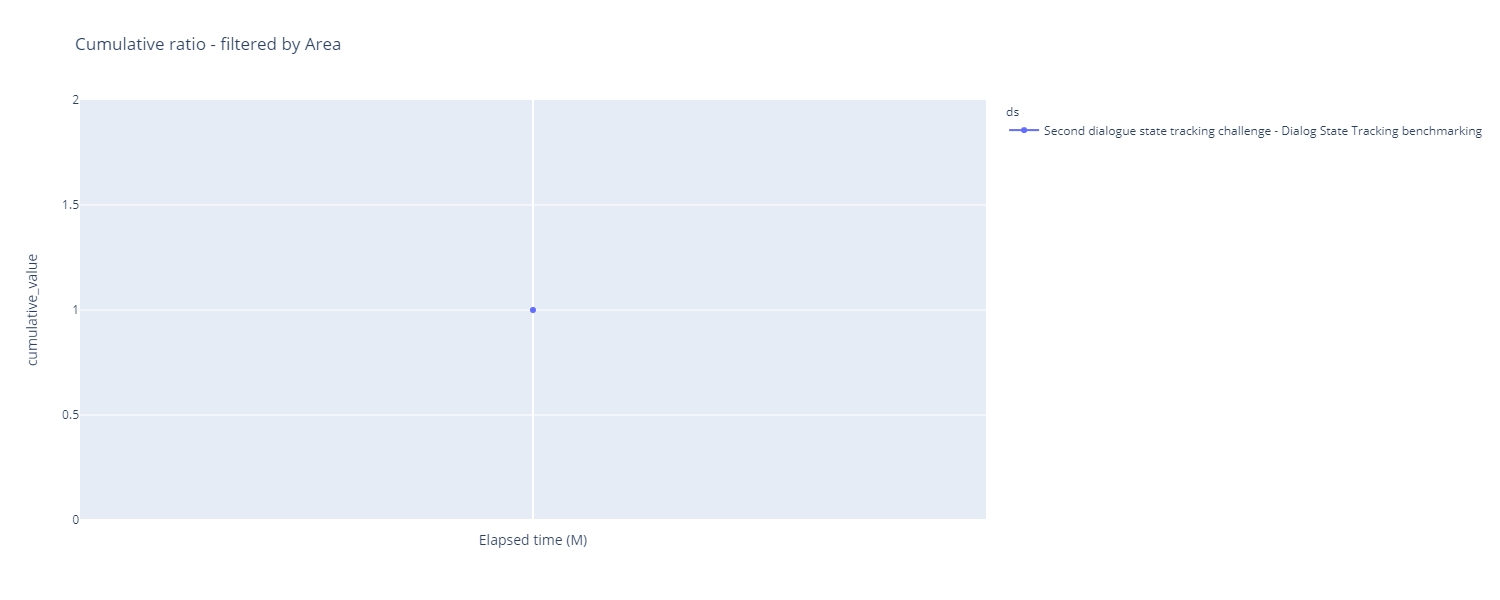 Cumulative ratio - filtered by Area
2
1.5
1
0.5
0
cumulative_value
Elapsed time (M)
ds
Second dialogue state tracking challenge - Dialog State Tracking benchmarking